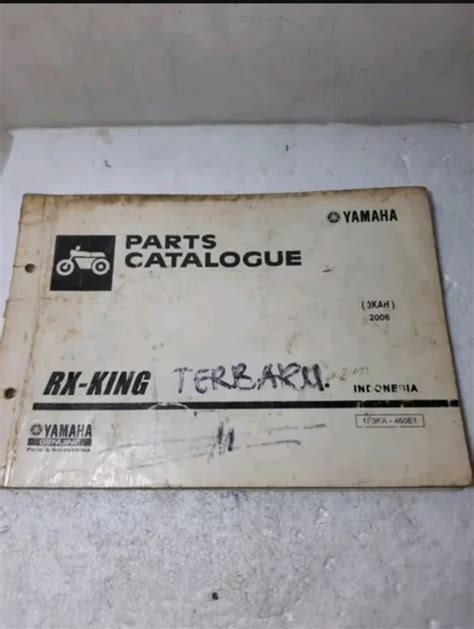 YAMAHA
PARTS
CATALOGUE
(3KAH)
2006
RX-KING TERBARU.
INDONESIA
YAMAHA
GENUINE
Parts & Accessories
1F3KA - 460E1